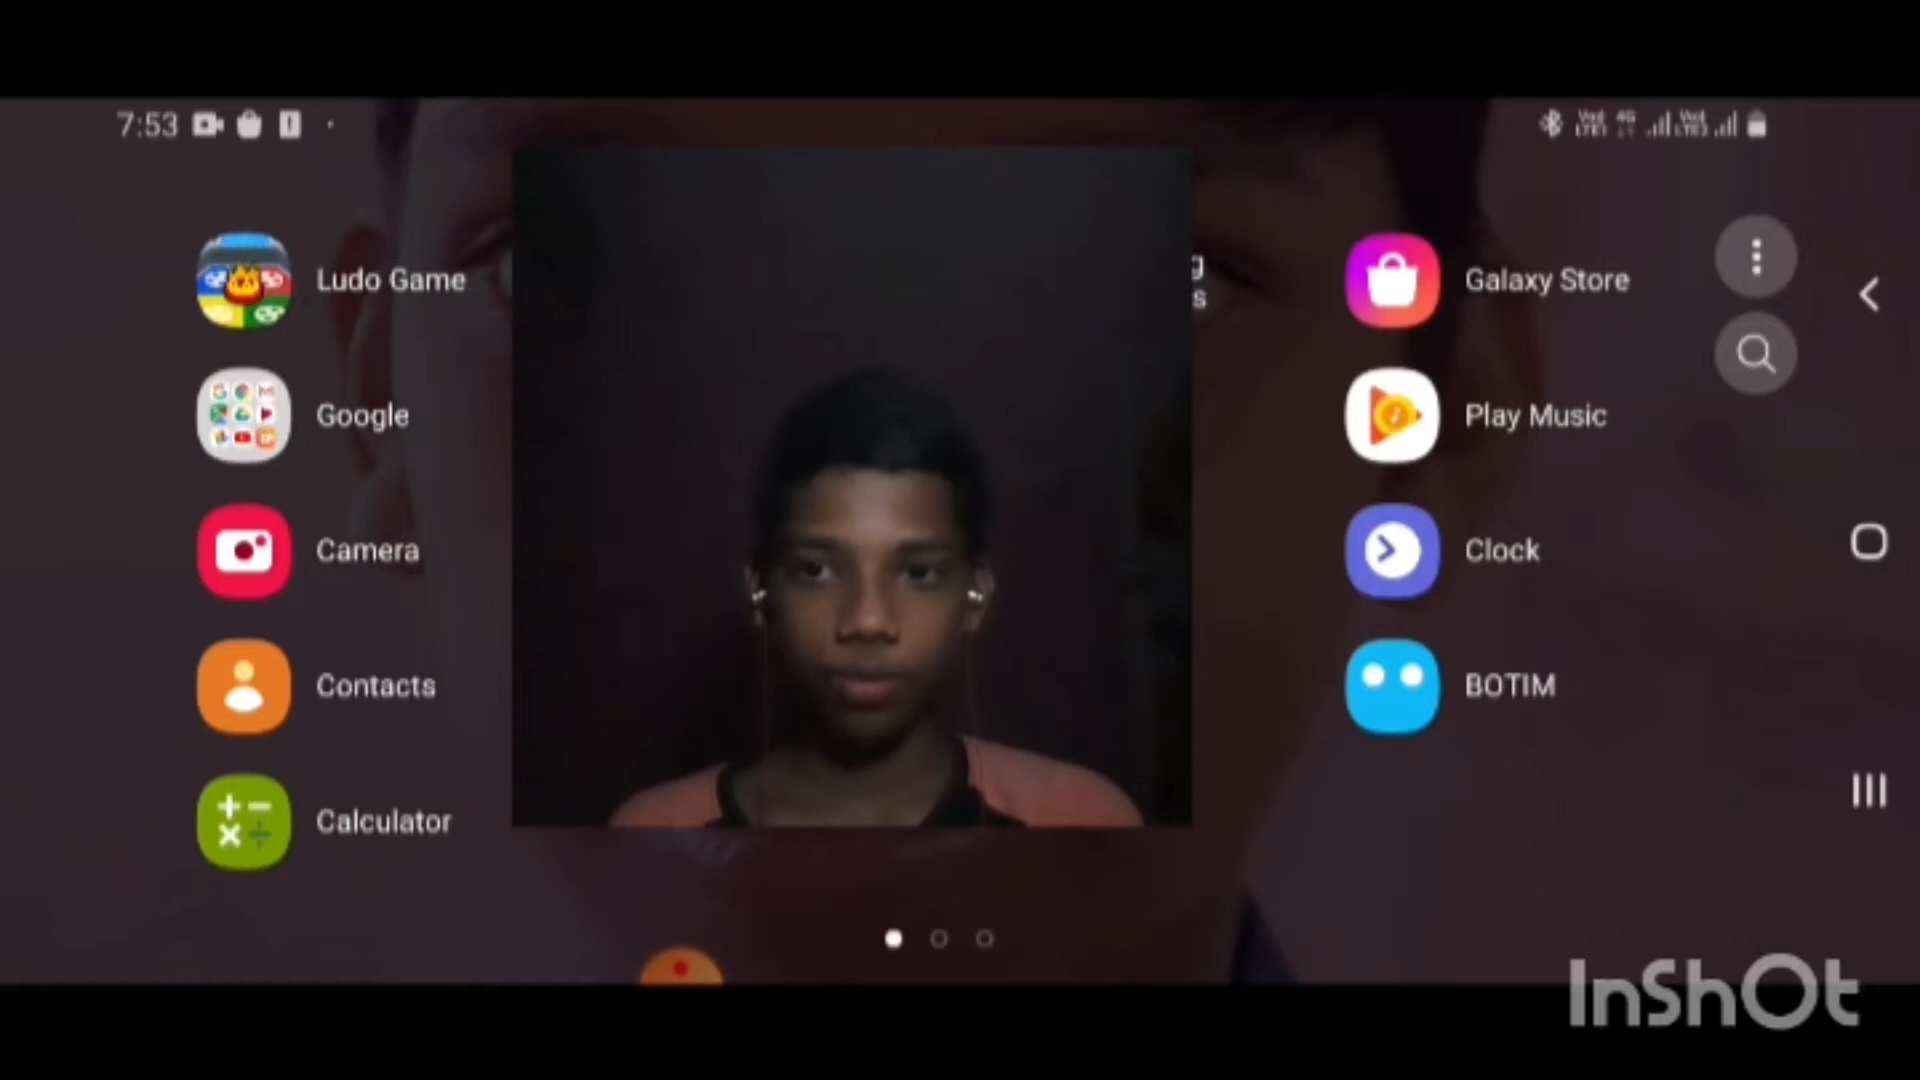 7:53
Ludo Game
Google
Camera
Contacts
Calculator
g
s
Galaxy Store
Play Music
Clock
BOTIM
InShOt